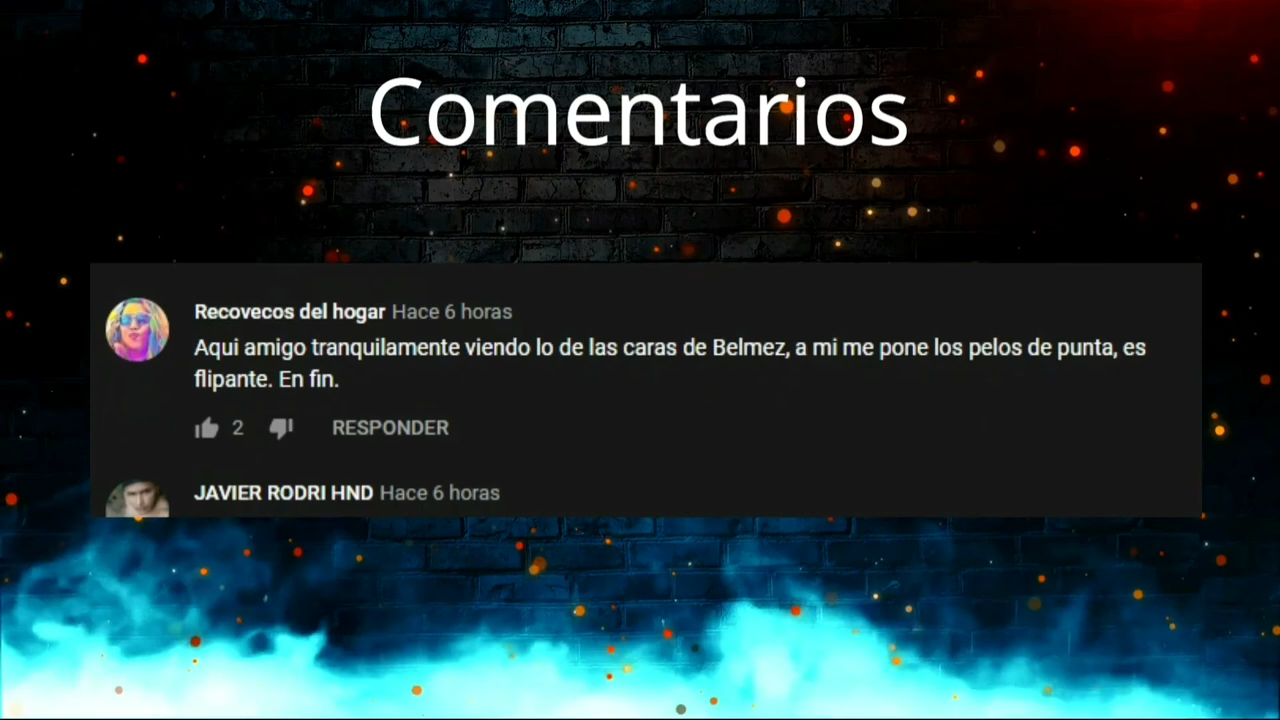 Comentarios
Recovecos del hogar Hace 6 horas
Aqui amigo tranquilamente viendo lo de las caras de Belmez, a mi me pone los pelos de punta, es
flipante. En fin.
2 RESPONDER
JAVIER RODRI HND Hace 6 horas